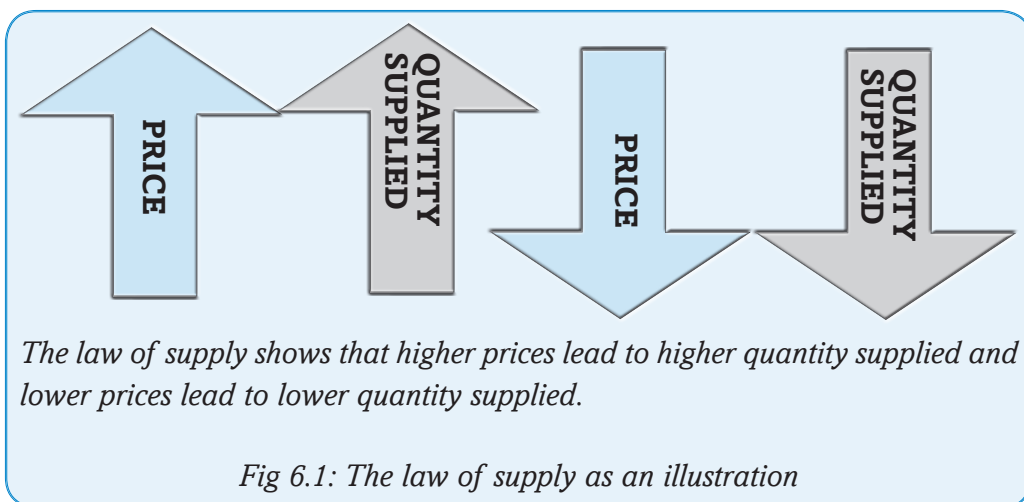 PRICE
QUANTITY
SUPPLIED
PRICE
QUANTITY
SUPPLIED
The law of supply shows that higher prices lead to higher quantity supplied and
lower prices lead to lower quantity supplied.
Fig 6.1: The law of supply as an illustration